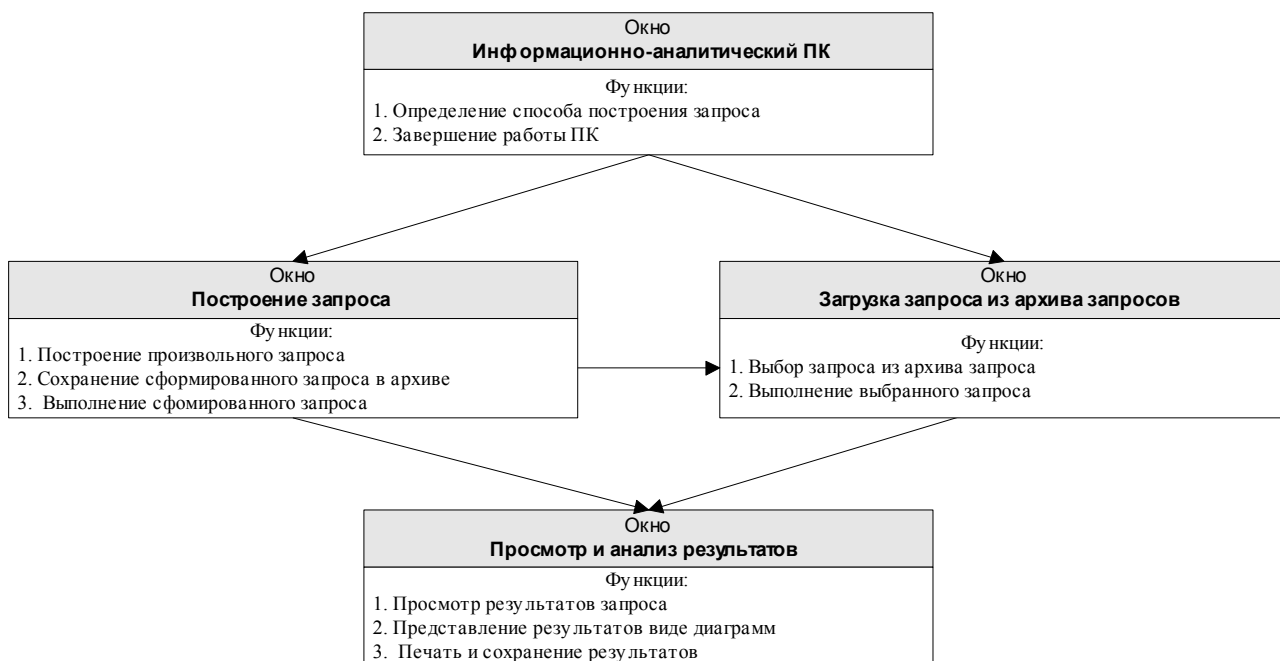 Окно
Информационно-аналитический ПК
Функции:
1. Определение способа построения запроса
2. Завершение работы ПК
Окно
Построение запроса
Функции:
1. Построение произвольного запроса
2. Сохранение сформированного запроса в архиве
3. Выполнение сфомированного запроса
Окно
Загрузка запроса из архива запросов
Функции:
1. Выбор запроса из архива запроса
2. Выполнение выбранного запроса
Окно
Просмотр и анализ результатов
Функции:
1. Просмотр результатов запроса
2. Представление результатов виде диаграмм
3. Печать и сохранение результатов